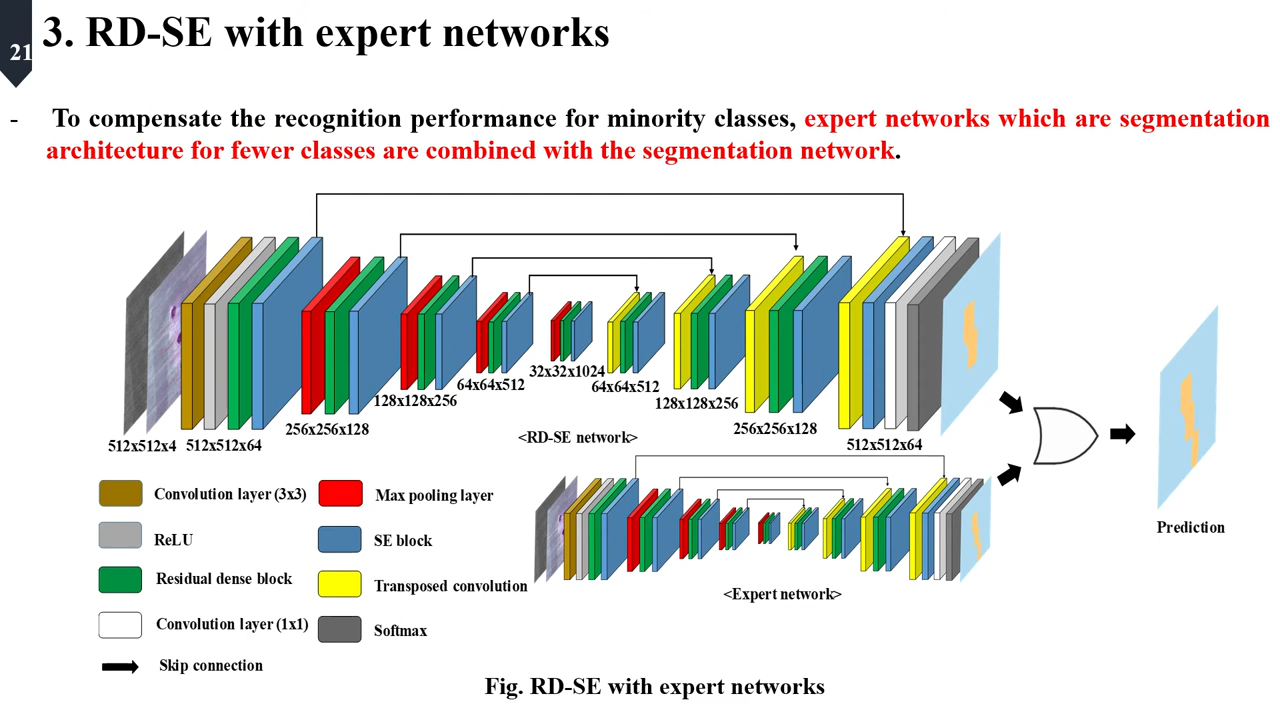 21
3. RD-SE with expert networks
- To compensate the recognition performance for minority classes, expert networks which are segmentation
architecture for fewer classes are combined with the segmentation network.
512x512x4
512x512x64
256x256x128
128x128x256
64x64x512
32x32x1024
64x64x512
128x128x256
256x256x128
512x512x64
<RD-SE network>
Convolution layer (3x3)
Max pooling layer
ReLU
SE block
Residual dense block
Transposed convolution
Convolution layer (1x1)
Softmax
Skip connection
<Expert network>
Prediction
Fig. RD-SE with expert networks